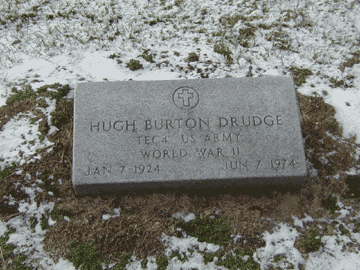 HUGH BURTON DRUDGE
TEC4 US ARMY
WORLD WAR II
JAN 7 1924 JUN 7 1974